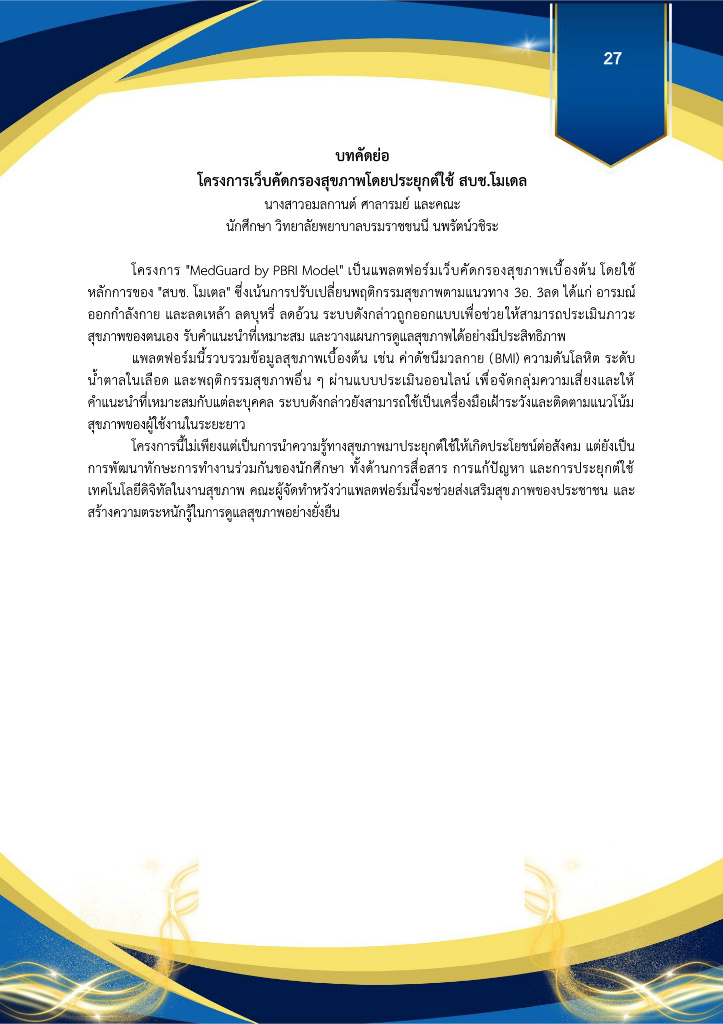 27
บทคัดย่อ
โครงการเว็บคัดกรองสุขภาพโดยประยุกต์ใช้ สบช.โมเดล
นางสาวอมลกานต์ ศาลารมย์ และคณะ
นักศึกษา วิทยาลัยพยาบาลบรมราชชนนี นพรัตน์วชิระ
โครงการ "MedGuard by PBRI Model" เป็นแพลตฟอร์มเว็บคัดกรองสุขภาพเบื้องต้น โดยใช้
หลักการของ "สบช. โมเตล" ซึ่งเน้นการปรับเปลี่ยนพฤติกรรมสุขภาพตามแนวทาง 3อ. 3ลด ได้แก่ อารมณ์
ออกกำลังกาย และลดเหล้า ลดบุหรี่ ลดอ้วน ระบบดังกล่าวถูกออกแบบเพื่อช่วยให้สามารถประเมินภาวะ
สุขภาพของตนเอง รับคำแนะนำที่เหมาะสม และวางแผนการดูแลสุขภาพได้อย่างมีประสิทธิภาพ
แพลตฟอร์มนี้รวบรวมข้อมูลสุขภาพเบื้องต้น เช่น ค่าดัชนีมวลกาย (BMI) ความดันโลหิต ระดับ
น้ำตาลในเลือด และพฤติกรรมสุขภาพอื่น ๆ ผ่านแบบประเมินออนไลน์ เพื่อจัดกลุ่มความเสี่ยงและให้
คำแนะนำที่เหมาะสมกับแต่ละบุคคล ระบบดังกล่าวยังสามารถใช้เป็นเครื่องมือเฝ้าระวังและติดตามแนวโน้ม
สุขภาพของผู้ใช้งานในระยะยาว
โครงการนี้ไม่เพียงแต่เป็นการนำความรู้ทางสุขภาพมาประยุกต์ใช้ให้เกิดประโยชน์ต่อสังคม แต่ยังเป็น
การพัฒนาทักษะการทำงานร่วมกันของนักศึกษา ทั้งด้านการสื่อสาร การแก้ปัญหา และการประยุกต์ใช้
เทคโนโลยีดิจิทัลในงานสุขภาพ คณะผู้จัดทำหวังว่าแพลตฟอร์มนี้จะช่วยส่งเสริมสุขภาพของประชาชน และ
สร้างความตระหนักรู้ในการดูแลสุขภาพอย่างยั่งยืน